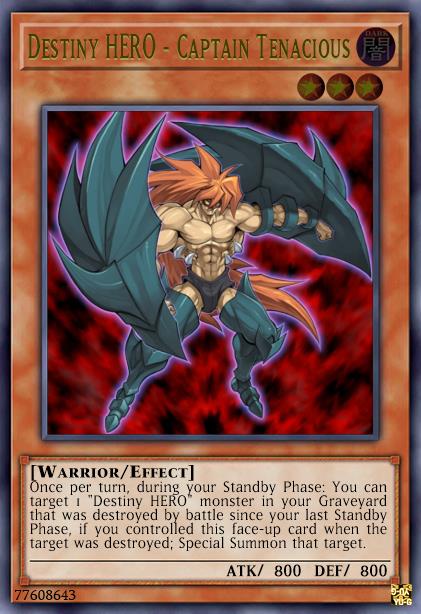 DESTINY HERO - CAPTAIN TENACIOUS
DARK
闇
[WARRIOR/EFFECT]
Once per turn, during your Standby Phase: You can
target 1 "Destiny HERO" monster in your Graveyard
that was destroyed by battle since your last Standby
Phase, if you controlled this face-up card when the
target was destroyed; Special Summon that target.
ATK/ 800 DEF/ 800
77608643